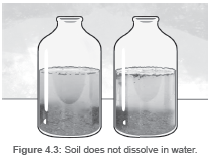 Figure 4.3: Soil does not dissolve in water.